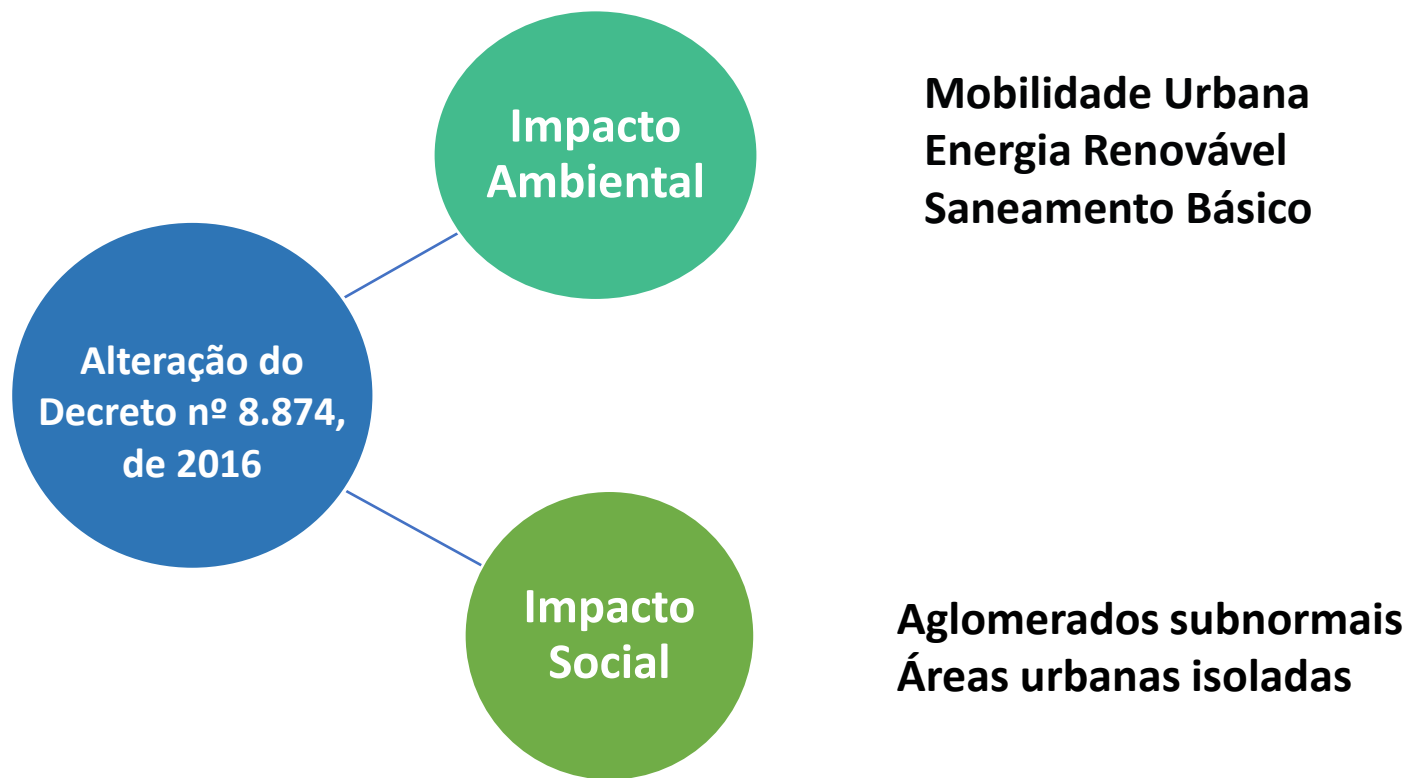 Impacto
Ambiental
Mobilidade Urbana
Energia Renovável
Saneamento Básico
Alteração do
Decreto nº 8.874,
de 2016
Impacto
Social
Aglomerados subnormais
Áreas urbanas isoladas